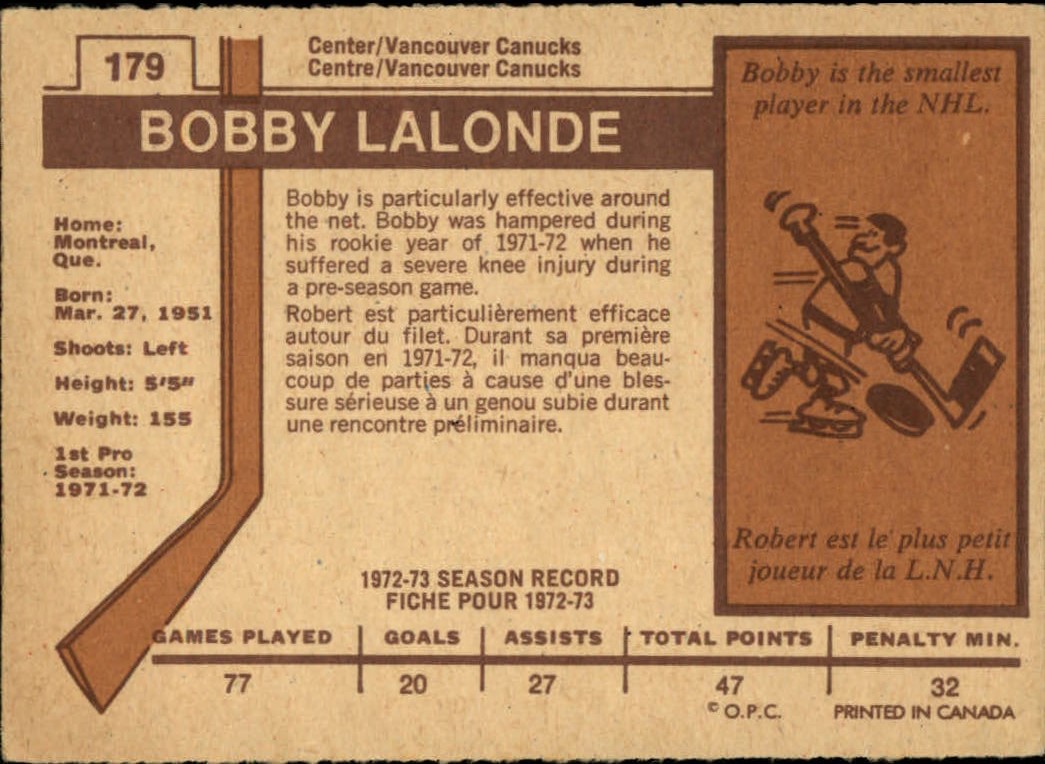 179
Center/Vancouver Canucks
Centre/Vancouver Canucks
BOBBY LALONDE
Home:
Montreal,
Que.
Born:
Mar. 27, 1951
Shoots: Left
Height: 5'5"
Weight: 155
1st Pro
Season:
1971-72
Bobby is particularly effective around
the net. Bobby was hampered during
his rookie year of 1971-72 when he
suffered a severe knee injury during
a pre-season game.
Robert est particulièrement efficace
autour du filet. Durant sa première
saison en 1971-72, il manqua beau-
coup de parties à cause d'une bles-
sure sérieuse à un genou subie durant
une rencontre préliminaire.
Bobby is the smallest
player in the NHL.
Robert est le plus petit
joueur de la L.N.H.
1972-73 SEASON RECORD
FICHE POUR 1972-73
GAMES PLAYED GOALS ASSISTS TOTAL POINTS PENALTY MIN.
77 20 27 47 32
© O.P.C. PRINTED IN CANADA